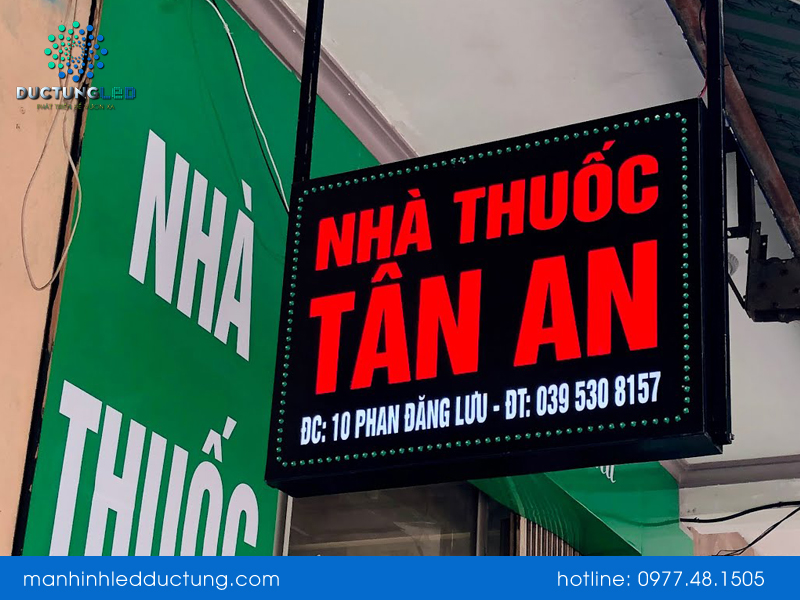 DUCTUNGLED
NHÀ
THUỐC
NHÀ THUỐC
TÂN AN
ĐC: 10 PHAN ĐĂNG LƯU - ĐT: 039 530 8157
manhinhledductung.com
hotline: 0977.48.1505